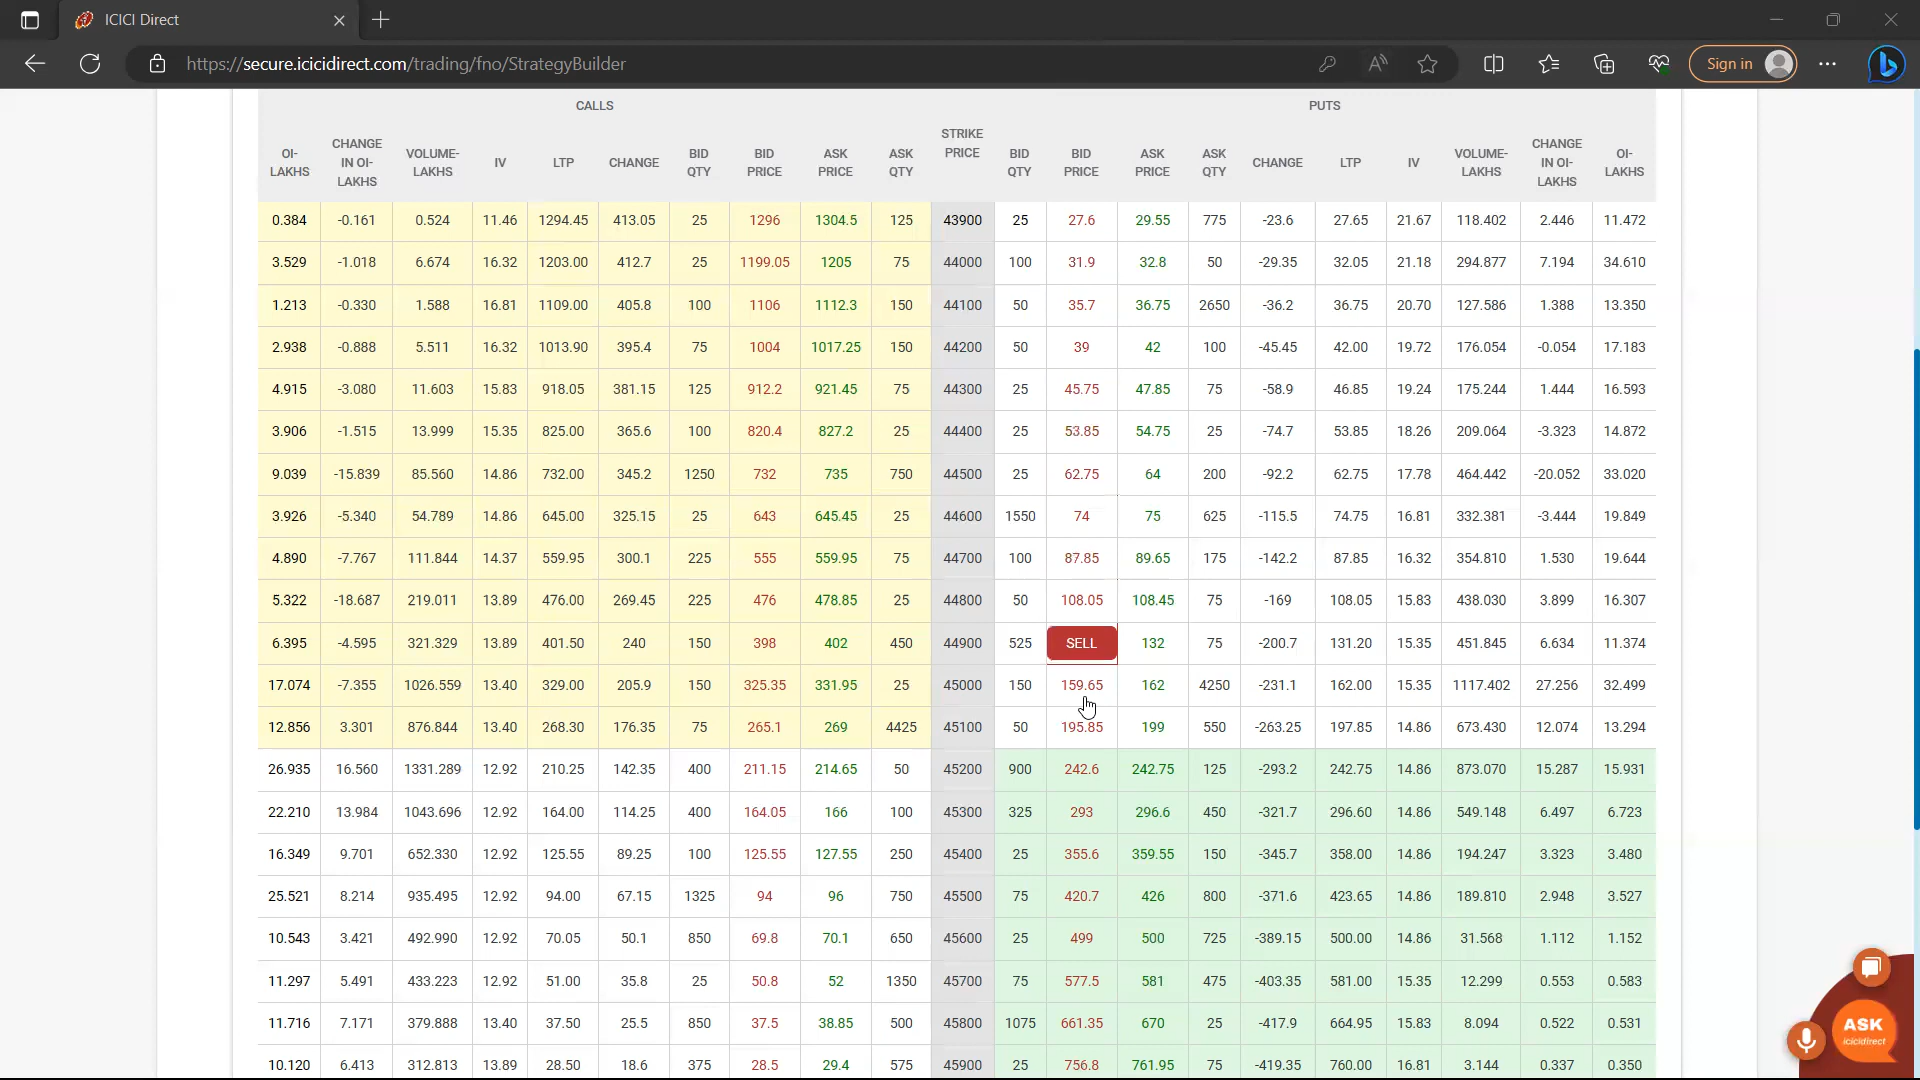 ICICI Direct
https://secure.icicidirect.com/trading/fno/StrategyBuilder
Sign in
CALLS PUTS
OI-LAKHS CHANGE IN OI-LAKHS VOLUME-LAKHS IV LTP CHANGE BID QTY BID PRICE ASK PRICE ASK QTY STRIKE PRICE BID QTY BID PRICE ASK PRICE ASK QTY CHANGE LTP IV VOLUME-LAKHS CHANGE IN OI-LAKHS OI-LAKHS
0.384 -0.161 0.524 11.46 1294.45 413.05 25 1296 1304.5 125 43900 25 27.6 29.55 775 -23.6 27.65 21.67 118.402 2.446 11.472
3.529 -1.018 6.674 16.32 1203.00 412.7 25 1199.05 1205 75 44000 100 31.9 32.8 50 -29.35 32.05 21.18 294.877 7.194 34.610
1.213 -0.330 1.588 16.81 1109.00 405.8 100 1106 1112.3 150 44100 50 35.7 36.75 2650 -36.2 36.75 20.70 127.586 1.388 13.350
2.938 -0.888 5.511 16.32 1013.90 395.4 75 1004 1017.25 150 44200 50 39 42 100 -45.45 42.00 19.72 176.054 -0.054 17.183
4.915 -3.080 11.603 15.83 918.05 381.15 125 912.2 921.45 75 44300 25 45.75 47.85 75 -58.9 46.85 19.24 175.244 1.444 16.593
3.906 -1.515 13.999 15.35 825.00 365.6 100 820.4 827.2 25 44400 25 53.85 54.75 25 -74.7 53.85 18.26 209.064 -3.323 14.872
9.039 -15.839 85.560 14.86 732.00 345.2 1250 732 735 750 44500 25 62.75 64 200 -92.2 62.75 17.78 464.442 -20.052 33.020
3.926 -5.340 54.789 14.86 645.00 325.15 25 643 645.45 25 44600 1550 74 75 625 -115.5 74.75 16.81 332.381 -3.444 19.849
4.890 -7.767 111.844 14.37 559.95 300.1 225 555 559.95 75 44700 100 87.85 89.65 175 -142.2 87.85 16.32 354.810 1.530 19.644
5.322 -18.687 219.011 13.89 476.00 269.45 225 476 478.85 25 44800 50 108.05 108.45 75 -169 108.05 15.83 438.030 3.899 16.307
6.395 -4.595 321.329 13.89 401.50 240 150 398 402 450 44900 525 SELL 132 75 -200.7 131.20 15.35 451.845 6.634 11.374
17.074 -7.355 1026.559 13.40 329.00 205.9 150 325.35 331.95 25 45000 150 159.65 162 4250 -231.1 162.00 15.35 1117.402 27.256 32.499
12.856 3.301 876.844 13.40 268.30 176.35 75 265.1 269 4425 45100 50 195.85 199 550 -263.25 197.85 14.86 673.430 12.074 13.294
26.935 16.560 1331.289 12.92 210.25 142.35 400 211.15 214.65 50 45200 900 242.6 242.75 125 -293.2 242.75 14.86 873.070 15.287 15.931
22.210 13.984 1043.696 12.92 164.00 114.25 400 164.05 166 100 45300 325 293 296.6 450 -321.7 296.60 14.86 549.148 6.497 6.723
16.349 9.701 652.330 12.92 125.55 89.25 100 125.55 127.55 250 45400 25 355.6 359.55 150 -345.7 358.00 14.86 194.247 3.323 3.480
25.521 8.214 935.495 12.92 94.00 67.15 1325 94 96 750 45500 75 420.7 426 800 -371.6 423.65 14.86 189.810 2.948 3.527
10.543 3.421 492.990 12.92 70.05 50.1 850 69.8 70.1 650 45600 25 499 500 725 -389.15 500.00 14.86 31.568 1.112 1.152
11.297 5.491 433.223 12.92 51.00 35.8 25 50.8 52 1350 45700 75 577.5 581 475 -403.35 581.00 15.35 12.299 0.553 0.583
11.716 7.171 379.888 13.40 37.50 25.5 850 37.5 38.85 500 45800 1075 661.35 670 25 -417.9 664.95 15.83 8.094 0.522 0.531
10.120 6.413 312.813 13.89 28.50 18.6 375 28.5 29.4 575 45900 25 756.8 761.95 75 -419.35 760.00 16.81 3.144 0.337 0.350
ASK
icicidirect